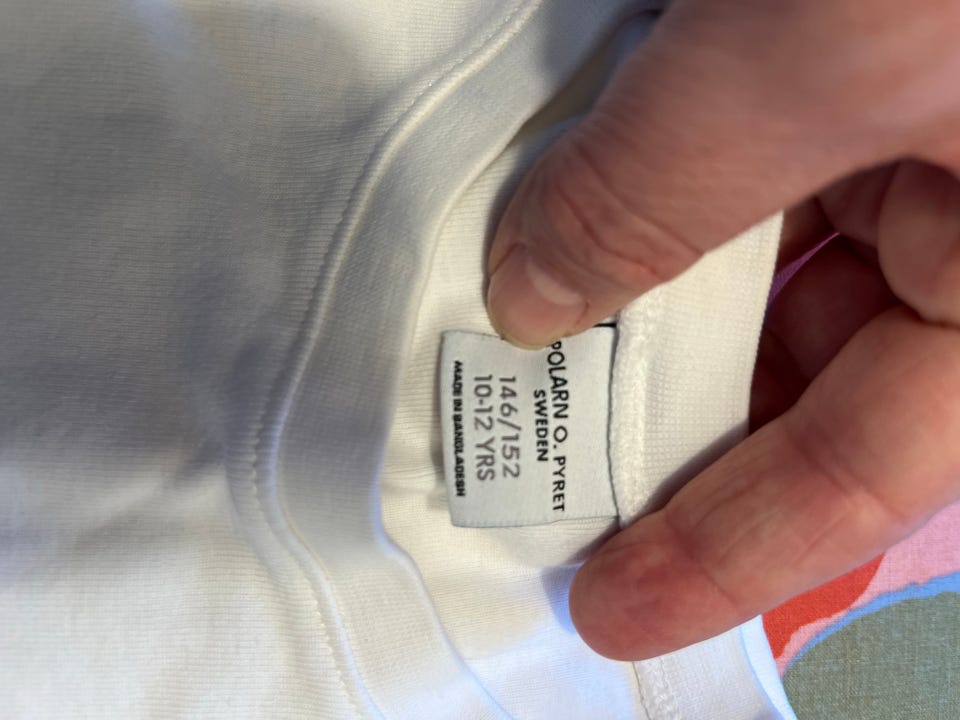 POLARN O. PYRET
SWEDEN
146/152
10-12 YRS
MADE IN BANGLADESH